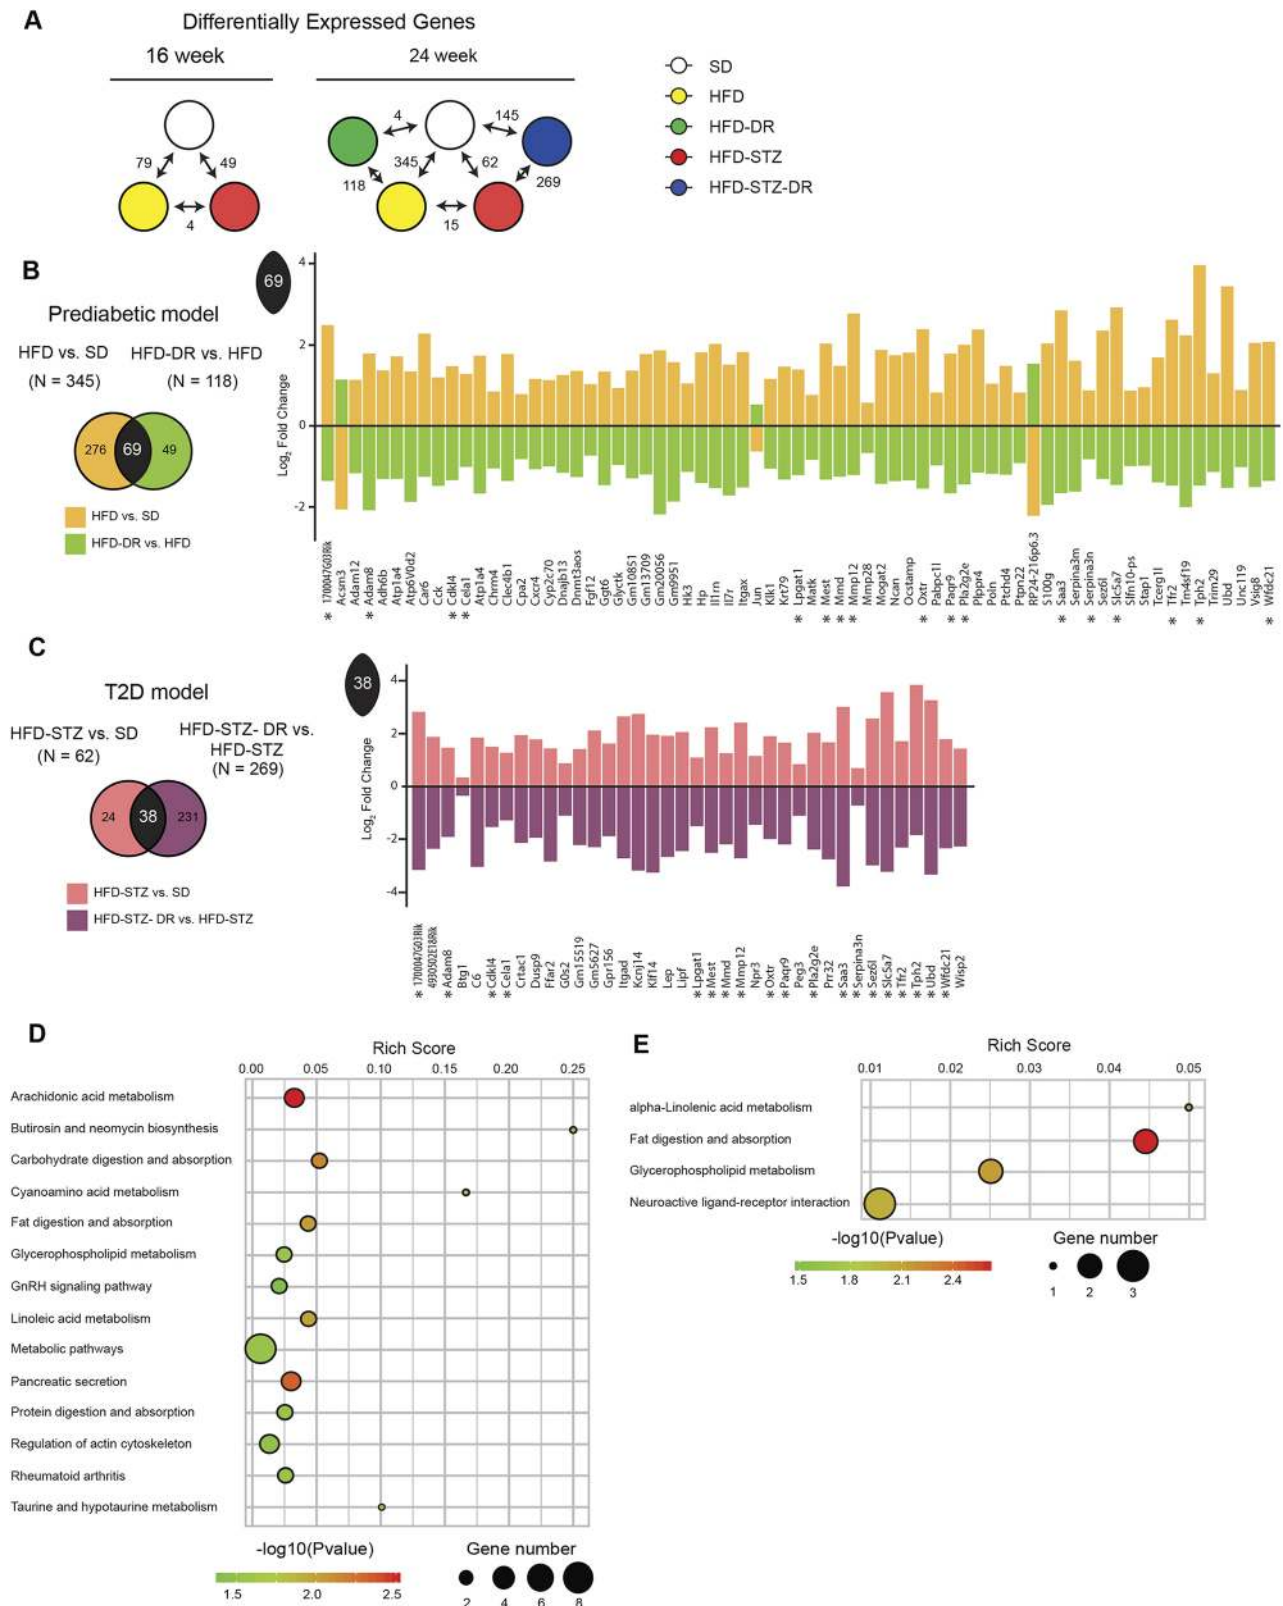 A
Differentially Expressed Genes
16 week
24 week
79
49
4
4
145
345
62
118
269
15
SD
HFD
HFD-DR
HFD-STZ
HFD-STZ-DR
B
Prediabetic model
HFD vs. SD
(N = 345)
HFD-DR vs. HFD
(N = 118)
276
69
49
HFD vs. SD
HFD-DR vs. HFD
69
Log2 Fold Change
4
2
0
-2
* 1700047G03Rik
Acsm3
Adam12
* Adam8
Adh6b
Atp1a4
Atp6V0d2
Car6
Cck
* Cdkl4
* Cela1
Atp1a4
Chrm4
Clec4b1
Cpa2
Cxcr4
Cyp2c70
Dnajb13
Dnmt3aos
Fgf12
Ggt6
Glyctk
Gm10851
Gm13709
Gm20056
Gm9951
Hk3
Hp
Il1rn
Il7r
Itgax
Jun
Klk1
Krt79
* Lpgat1
Matk
* Mest
* Mmd
* Mmp12
Mmp28
Mogat2
Ncan
Ocstamp
* Oxtr
Pabpc1l
* Paqr9
* Pla2g2e
Plppr4
Poln
Ptchd4
Ptpn22
RP24-216p6.3
S100g
* Saa3
Serpina3m
* Serpina3n
Sez6l
* Slc5a7
Slfn10-ps
Stap1
Tcerg1l
* Tfr2
Tm4sf19
* Tph2
Trim29
Ubd
Unc119
Vsig8
* Wfdc21
C
T2D model
HFD-STZ vs. SD
(N = 62)
HFD-STZ- DR vs.
HFD-STZ
(N = 269)
24
38
231
HFD-STZ vs. SD
HFD-STZ- DR vs. HFD-STZ
38
Log2 Fold Change
4
2
0
-2
-4
* 1700047G03Rik
4930502E18Rik
* Adam8
Btg1
C6
* Cdkl4
* Cela1
Crtac1
Dusp9
Ffar2
G0s2
Gm15519
Gm5627
Gpr156
Itgad
Kcnj14
Klf14
Lep
Lipf
* Lpgat1
* Mest
* Mmd
* Mmp12
Npr3
* Oxtr
* Paqr9
Peg3
* Pla2g2e
Prr32
* Saa3
* Serpina3n
* Sez6l
* Slc5a7
* Tfr2
* Tph2
* Ubd
* Wfdc21
Wisp2
D
Rich Score
0.00 0.05 0.10 0.15 0.20 0.25
Arachidonic acid metabolism
Butirosin and neomycin biosynthesis
Carbohydrate digestion and absorption
Cyanoamino acid metabolism
Fat digestion and absorption
Glycerophospholipid metabolism
GnRH signaling pathway
Linoleic acid metabolism
Metabolic pathways
Pancreatic secretion
Protein digestion and absorption
Regulation of actin cytoskeleton
Rheumatoid arthritis
Taurine and hypotaurine metabolism
-log10(Pvalue)
1.5 2.0 2.5
Gene number
2 4 6 8
E
Rich Score
0.01 0.02 0.03 0.04 0.05
alpha-Linolenic acid metabolism
Fat digestion and absorption
Glycerophospholipid metabolism
Neuroactive ligand-receptor interaction
-log10(Pvalue)
1.5 1.8 2.1 2.4
Gene number
1 2 3